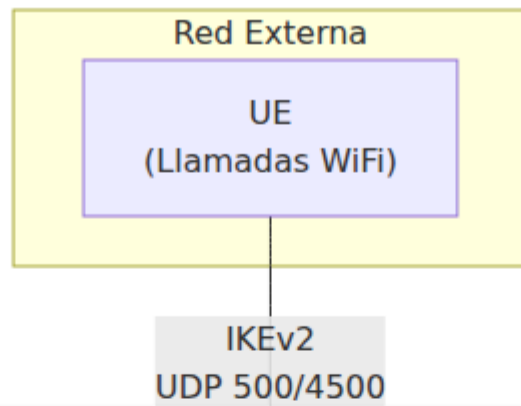 Red Externa
UE
(Llamadas WiFi)
IKEv2
UDP 500/4500